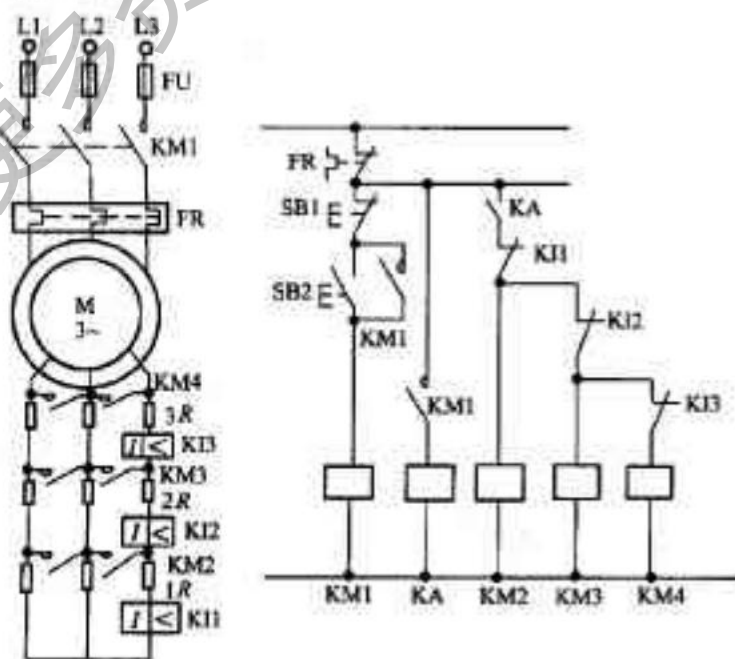 L1 L2 L3
FU
KM1
FR
M
3~
KM4
3R
I < KI3
KM3
2R
I < KI2
KM2
1R
I < KI1
FR
SB1
KA
KI1
SB2
KM1
KI2
KM1
KI3
KM1 KA KM2 KM3 KM4